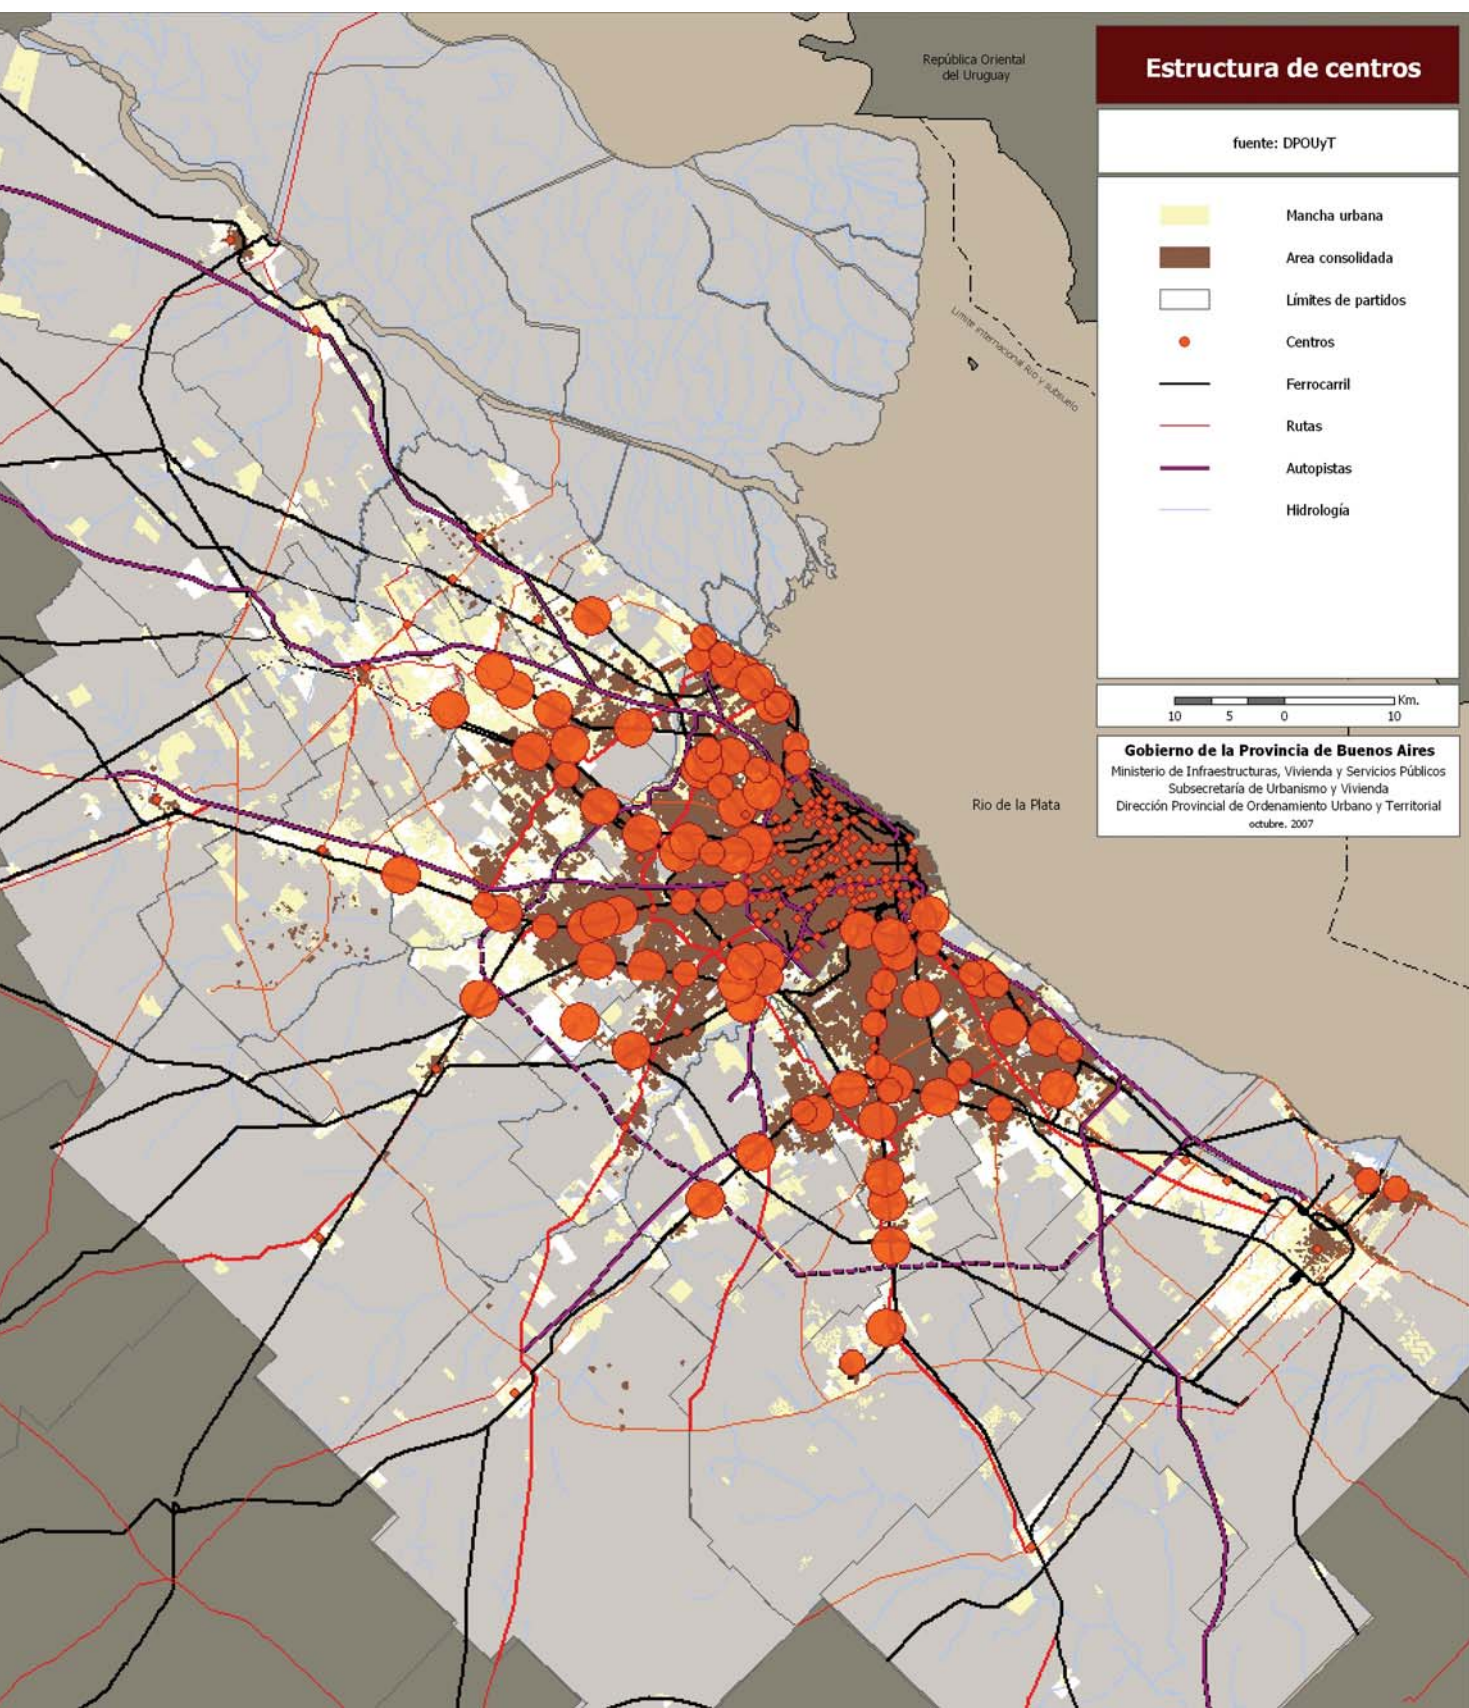 República Oriental
del Uruguay
Estructura de centros
fuente: DPOUyT
Mancha urbana
Area consolidada
Límites de partidos
Centros
Ferrocarril
Rutas
Autopistas
Hidrología
Límite internacional Río y subsuelo
10 5 0 10 Km.
Gobierno de la Provincia de Buenos Aires
Ministerio de Infraestructuras, Vivienda y Servicios Públicos
Subsecretaría de Urbanismo y Vivienda
Dirección Provincial de Ordenamiento Urbano y Territorial
octubre. 2007
Rio de la Plata